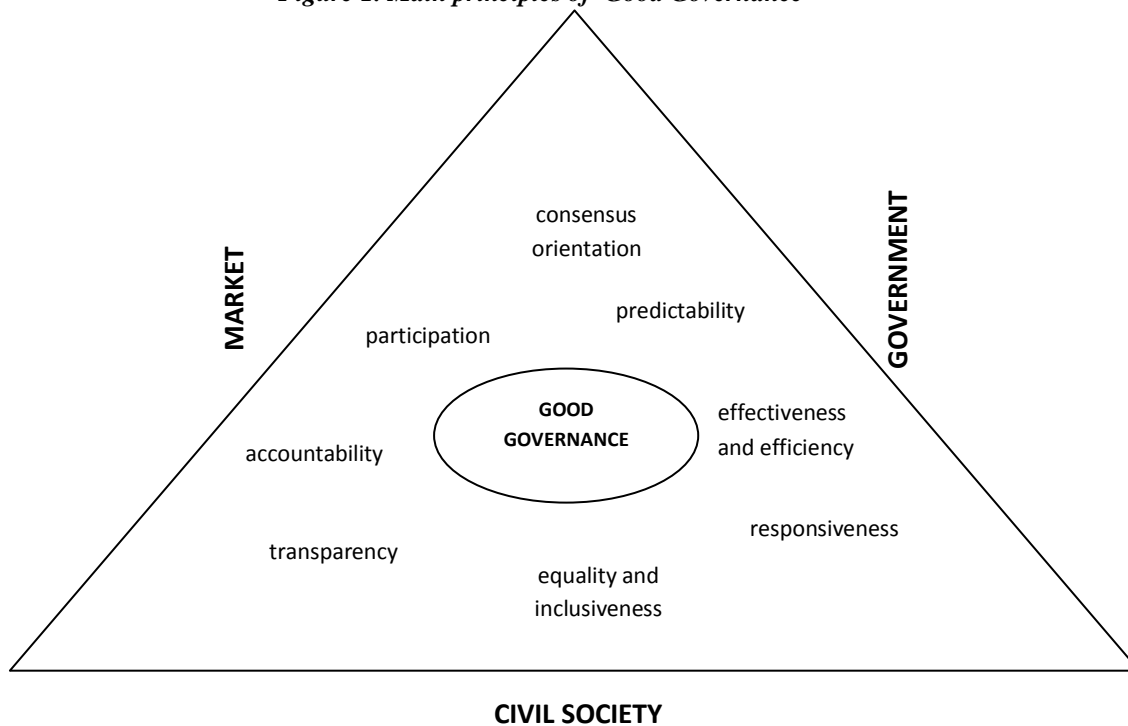 Figure 1. Main principles of "Good Governance"
consensus
orientation
predictability
participation
MARKET
GOVERNMENT
GOOD
GOVERNANCE
effectiveness
and efficiency
accountability
responsiveness
transparency
equality and
inclusiveness
CIVIL SOCIETY